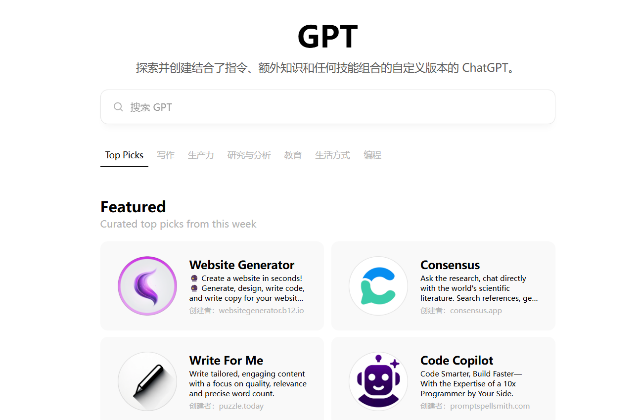 GPT
探索并创建结合了指令、额外知识和任何技能组合的自定义版本的 ChatGPT。
搜索 GPT
Top Picks 写作 生产力 研究与分析 教育 生活方式 编程
Featured
Curated top picks from this week
Website Generator
Create a website in seconds!
Generate, design, write code,
and write copy for your websit...
创建者：websitegeneratorcb12.io
Consensus
Ask the research, chat directly
with the world's scientific
literature. Search references, ge...
创建者：consensus.app
Write For Me
Write tailored, engaging content
with a focus on quality, relevance
and precise word count.
创建者：puzzle.today
Code Copilot
Code Smarter, Build Faster—
With the Expertise of a 10x
Programmer by Your Side.
创建者：promptspellsmith.com